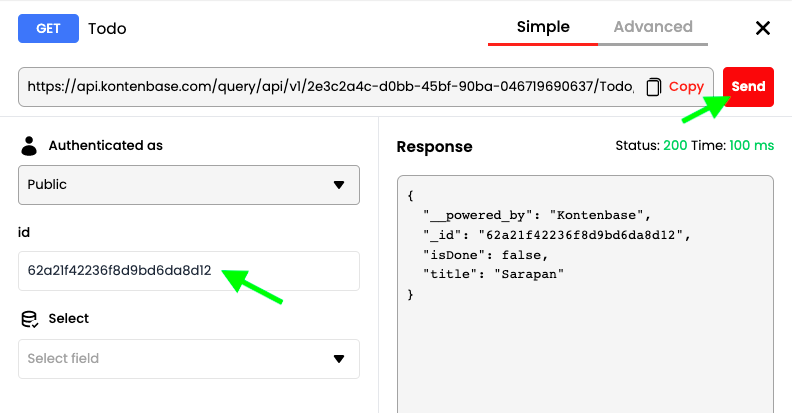 GET Todo Simple Advanced
https://api.kontenbase.com/query/api/v1/2e3c2a4c-d0bb-45bf-90ba-046719690637/Todo, Copy Send
Authenticated as
Public
id
62a21f42236f8d9bd6da8d12
Select
Select field
Response Status: 200 Time: 100 ms
{
"__powered_by": "Kontenbase",
"_id": "62a21f42236f8d9bd6da8d12",
"isDone": false,
"title": "Sarapan"
}